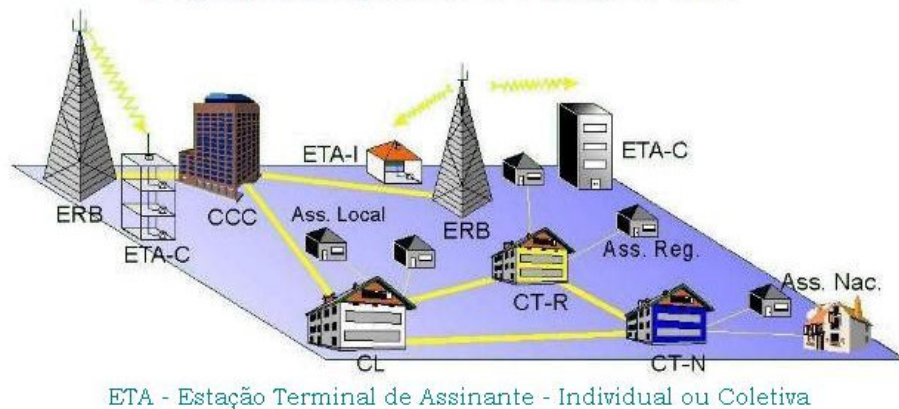 ETA-I
ETA-C
ERB
ETA-C
CCC
Ass. Local
ERB
Ass. Reg.
Ass. Nac.
CT-R
CL
CT-N
ETA - Estação Terminal de Assinante - Individual ou Coletiva